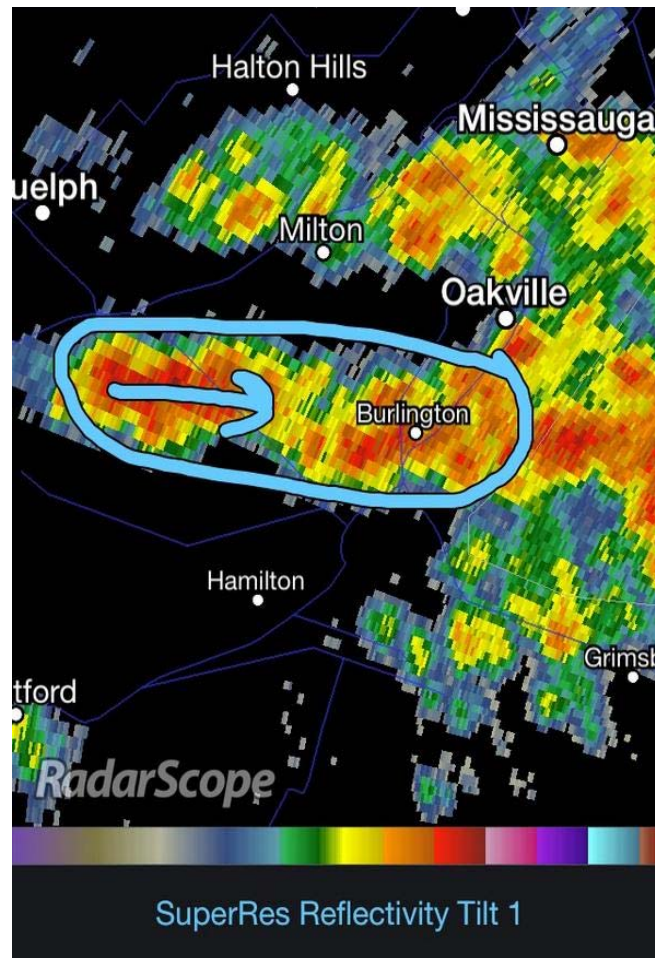 Halton Hills
Mississauga
uelph
Milton
Oakville
Burlington
Hamilton
Grimsb
tford
RadarScope
SuperRes Reflectivity Tilt 1